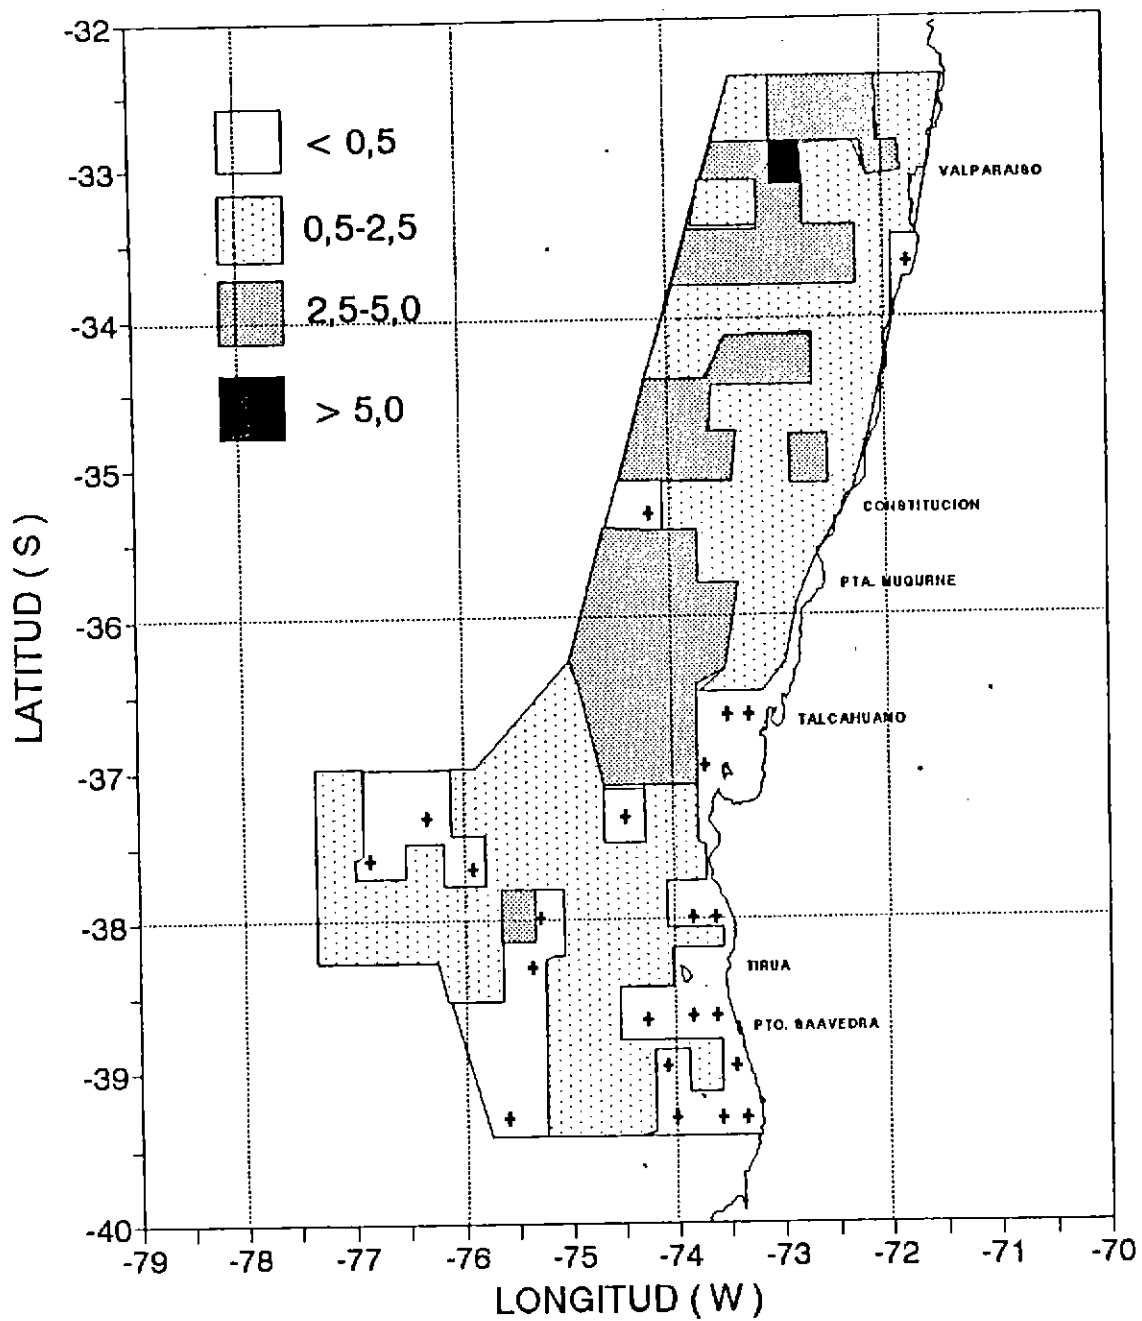 -32
< 0,5
-33
VALPARAISO
0,5-2,5
2,5-5,0
-34
> 5,0
-35
CONSTITUCION
PTA. NUGURNE
-36
LATITUD ( S )
TALCAHUANO
-37
-38
TIRUA
PTO. SAAVEDRA
-39
-40
-79 -78 -77 -76 -75 -74 -73 -72 -71 -70
LONGITUD ( W )